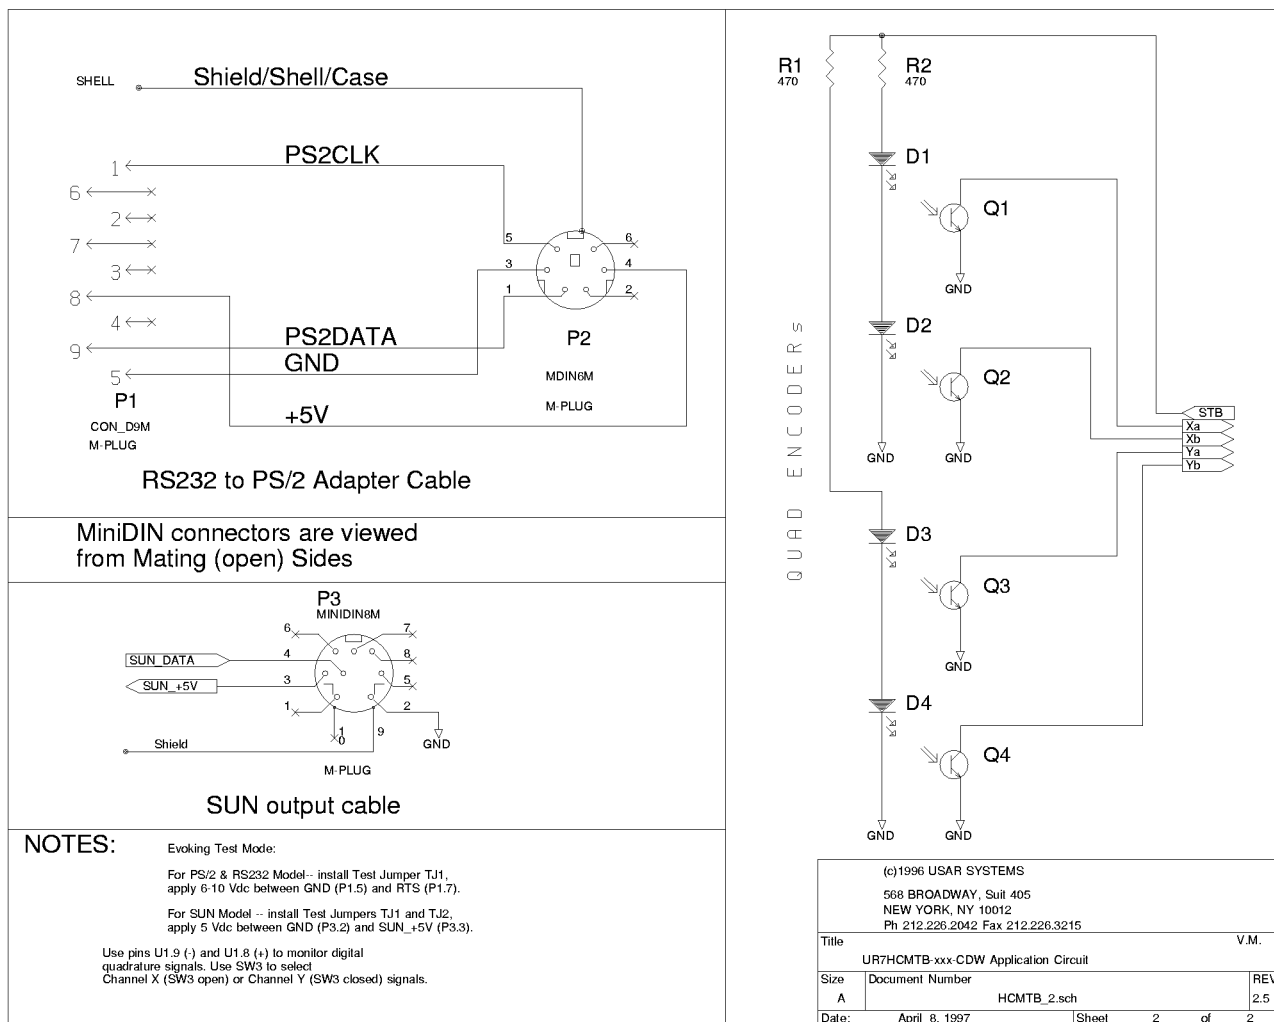 SHELL
Shield/Shell/Case
PS2CLK
1
6
2
7
3
8
4
9
5
5
6
3
4
1
2
PS2DATA
GND
+5V
P1
CON_D9M
M-PLUG
P2
MDIN6M
M-PLUG
RS232 to PS/2 Adapter Cable
MiniDIN connectors are viewed
from Mating (open) Sides
P3
MINIDIN8M
6
7
SUN_DATA
4
8
SUN_+5V
3
5
1
2
10
9
GND
Shield
M-PLUG
SUN output cable
NOTES:
Evoking Test Mode:
For PS/2 & RS232 Model-- install Test Jumper TJ1,
apply 6-10 Vdc between GND (P1.5) and RTS (P1.7).
For SUN Model -- install Test Jumpers TJ1 and TJ2,
apply 5 Vdc between GND (P3.2) and SUN_+5V (P3.3).
Use pins U1.9 (-) and U1.8 (+) to monitor digital
quadrature signals. Use SW3 to select
Channel X (SW3 open) or Channel Y (SW3 closed) signals.
R1
470
R2
470
D1
Q1
GND
D2
Q2
GND
GND
QUAD ENCODERs
STB
Xa
Xb
Ya
Yb
D3
Q3
GND
D4
Q4
GND
GND
(c)1996 USAR SYSTEMS
568 BROADWAY, Suit 405
NEW YORK, NY 10012
Ph 212.226.2042 Fax 212.226.3215
Title
V.M.
UR7HCMTB-xxx-CDW Application Circuit
Size
Document Number
REV
A
HCMTB_2.sch
2.5
Date:
April 8, 1997
Sheet
2
of
2